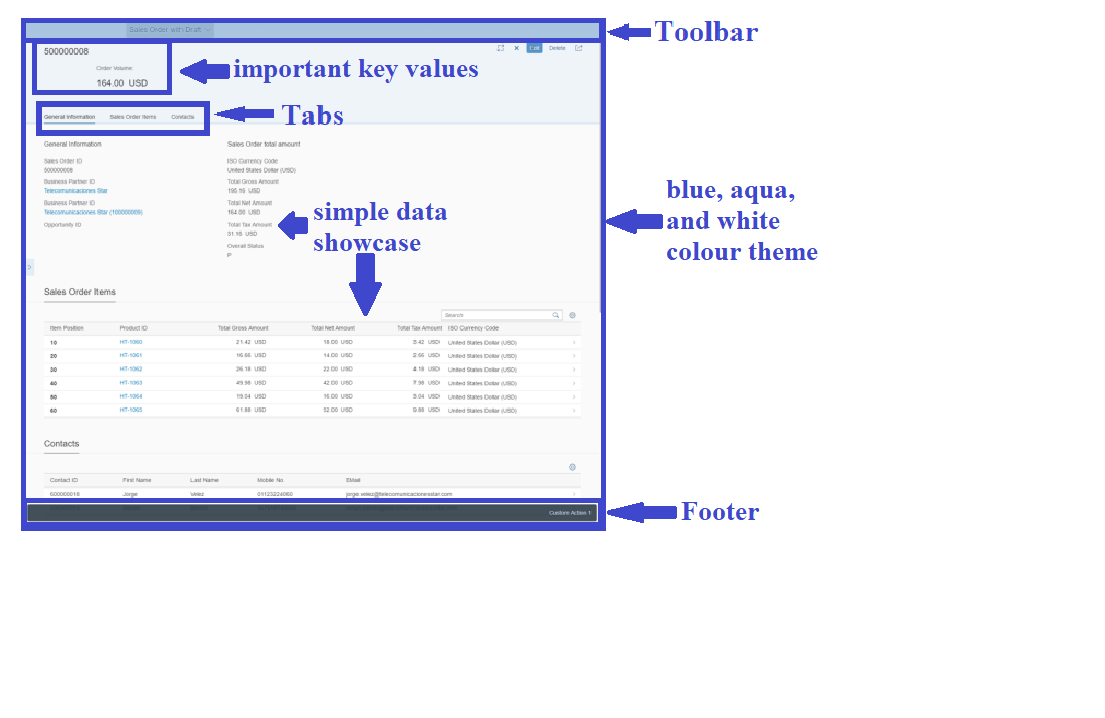 Sales Order with Draft
Toolbar
500000008
Edit
Delete
Order Volume:
164.00 USD
important key values
General Information
Sales Order Items
Contacts
Tabs
General Information
Sales Order total amount
Sales Order ID
ISO Currency Code
500000008
United States Dollar (USD)
Business Partner ID
Total Gross Amount
Telecomunicaciones Star
195.16 USD
Business Partner ID
Total Net Amount
Telecomunicaciones Star (100000009)
164.00 USD
Opportunity ID
Total Tax Amount
31.16 USD
Overall Status
P
simple data
showcase
blue, aqua,
and white
colour theme
Sales Order Items
Search
Item Position Product ID Total Gross Amount Total Net Amount Total Tax Amount ISO Currency Code
10 HT-1060 21.42 USD 18.00 USD 3.42 USD United States Dollar (USD)
20 HT-1061 16.66 USD 14.00 USD 2.66 USD United States Dollar (USD)
30 HT-1062 26.18 USD 22.00 USD 4.18 USD United States Dollar (USD)
40 HT-1063 49.98 USD 42.00 USD 7.98 USD United States Dollar (USD)
50 HT-1064 19.04 USD 16.00 USD 3.04 USD United States Dollar (USD)
60 HT-1065 61.88 USD 52.00 USD 9.88 USD United States Dollar (USD)
Contacts
Contact ID First Name Last Name Mobile No. EMail
Jorge Velez jorge.velez@telecomunicacionesstar.com
Custom Action 1
Footer